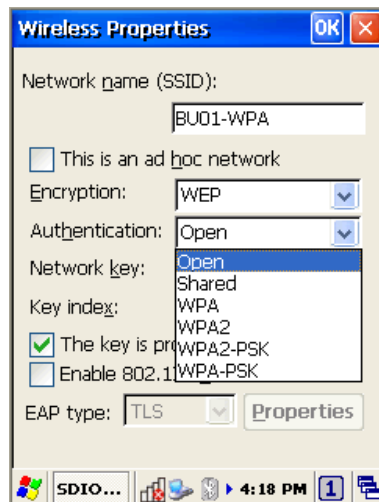 Wireless Properties OK
Network name (SSID):
BU01-WPA
This is an ad hoc network
Encryption: WEP
Authentication: Open
Open
Network key:
Shared
Key index:
WPA
WPA2
The key is pr
WPA2-PSK
Enable 802.1
WPA-PSK
EAP type: TLS Properties
SDIO... 4:18 PM 1